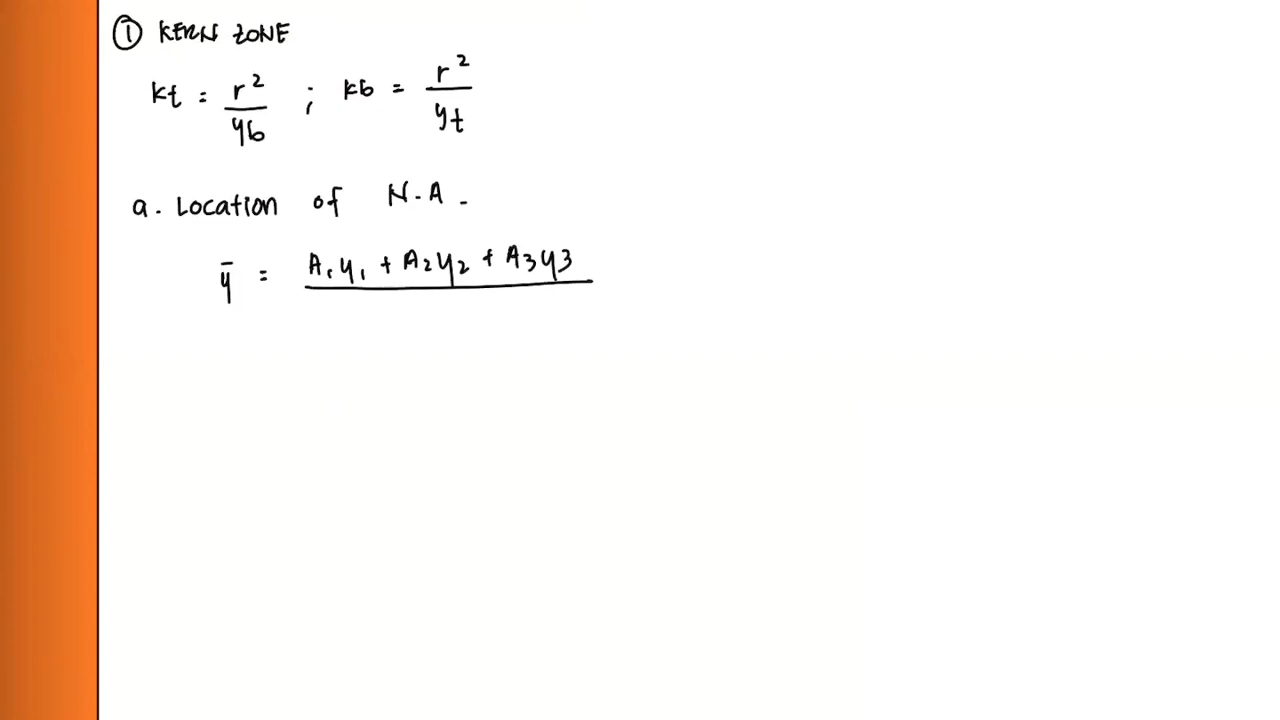 ① KERN ZONE
kt = r²/yb ; kb = r²/yt
a. Location of N.A.
ȳ = A₁y₁ + A₂y₂ + A₃y₃